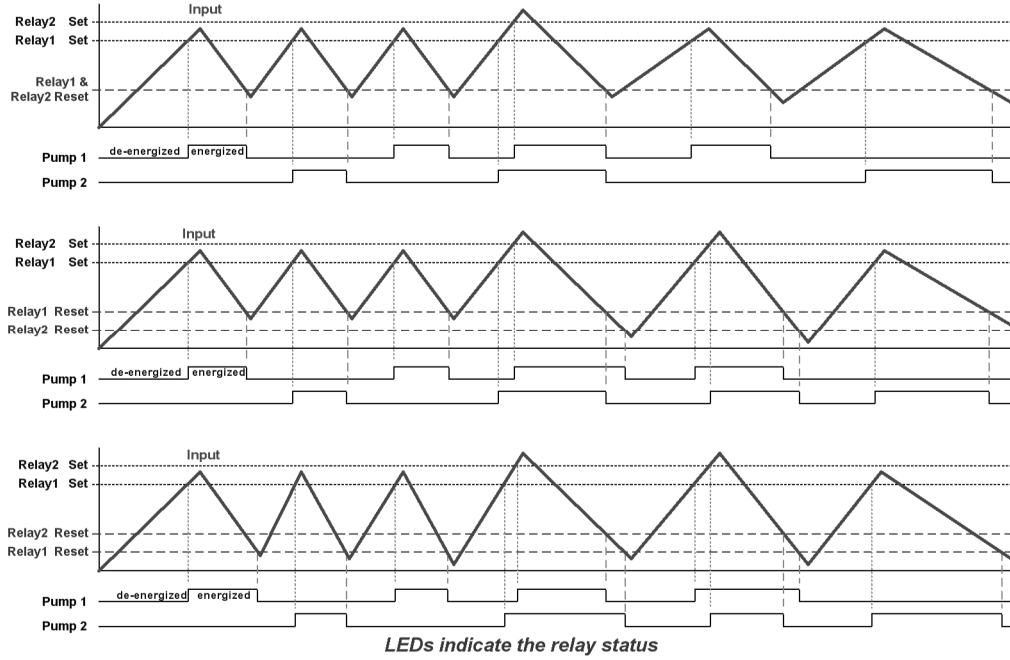 Input
Relay2 Set
Relay1 Set
Relay1 &
Relay2 Reset
Pump 1 de-energized energized
Pump 2
Input
Relay2 Set
Relay1 Set
Relay1 Reset
Relay2 Reset
Pump 1 de-energized energized
Pump 2
Input
Relay2 Set
Relay1 Set
Relay2 Reset
Relay1 Reset
Pump 1 de-energized energized
Pump 2
LEDs indicate the relay status